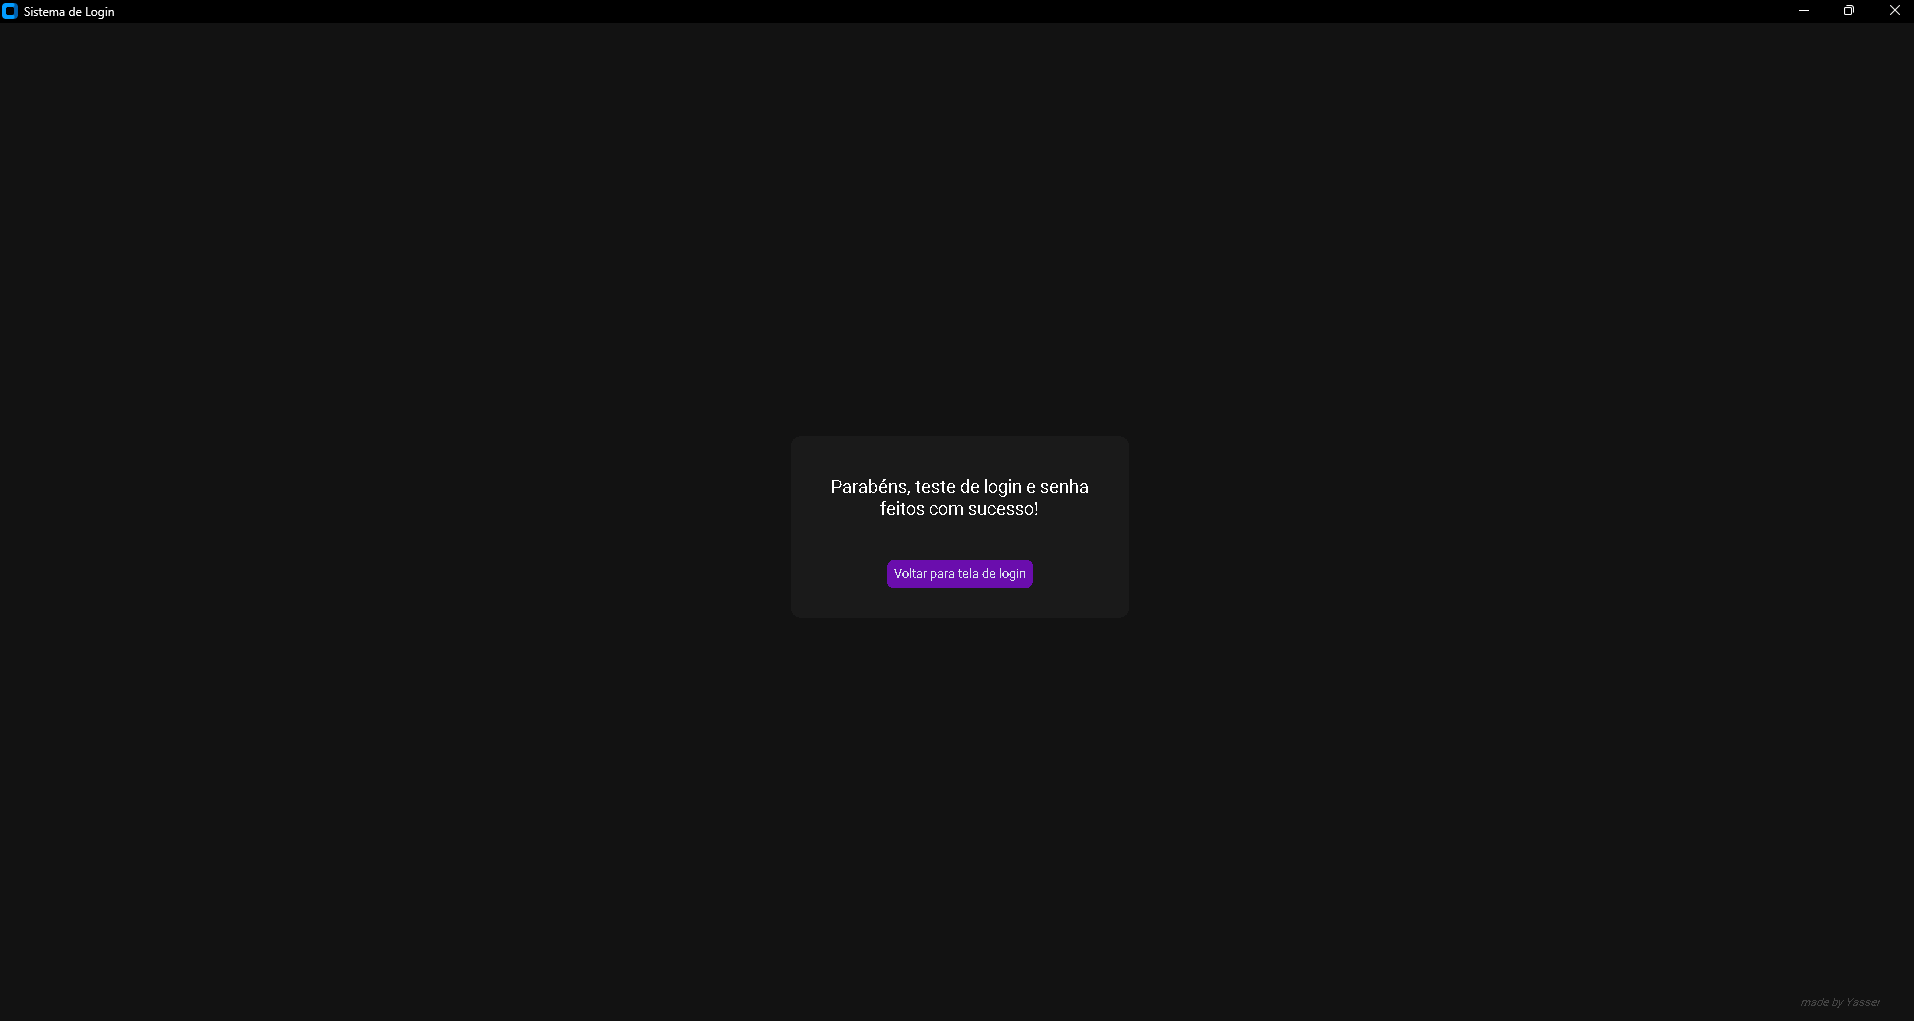 Sistema de Login
Parabéns, teste de login e senha
feitos com sucesso!
Voltar para tela de login
made by Yasser